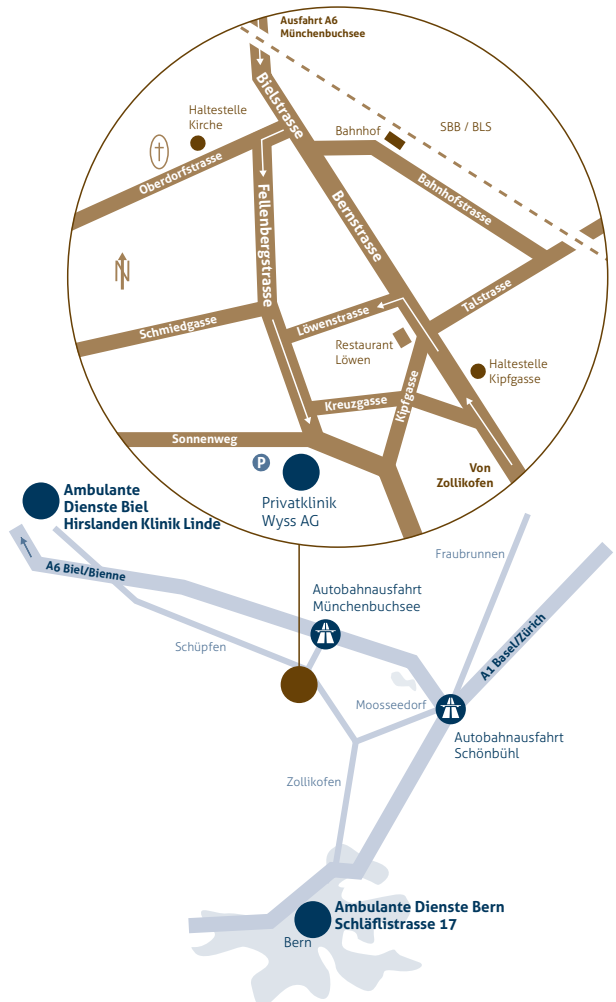 Ausfahrt A6
Münchenbuchsee
Bielstrasse
Haltestelle
Kirche
Bahnhof
SBB / BLS
Oberdorfstrasse
Fellenbergstrasse
Bernstrasse
Bahnhofstrasse
N
Talstrasse
Schmiedgasse
Löwenstrasse
Restaurant
Löwen
Haltestelle
Kipfgasse
Kreuzgasse
Kipfgasse
Sonnenweg
P
Von
Zollikofen
Privatklinik
Wyss AG
Ambulante
Dienste Biel
Hirslanden Klinik Linde
A6 Biel/Bienne
Fraubrunnen
Autobahnausfahrt
Münchenbuchsee
Schüpfen
A1 Basel/Zürich
Moosseedorf
Autobahnausfahrt
Schönbühl
Zollikofen
Ambulante Dienste Bern
Schläflistrasse 17
Bern